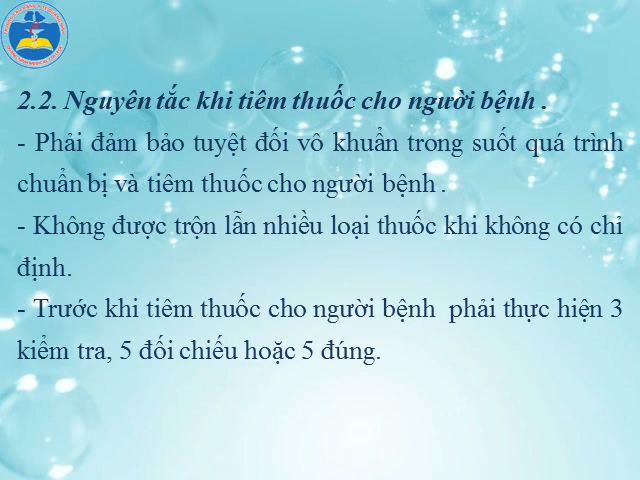 2.2. Nguyên tắc khi tiêm thuốc cho người bệnh .
- Phải đảm bảo tuyệt đối vô khuẩn trong suốt quá trình
chuẩn bị và tiêm thuốc cho người bệnh .
- Không được trộn lẫn nhiều loại thuốc khi không có chỉ
định.
- Trước khi tiêm thuốc cho người bệnh phải thực hiện 3
kiểm tra, 5 đối chiếu hoặc 5 đúng.